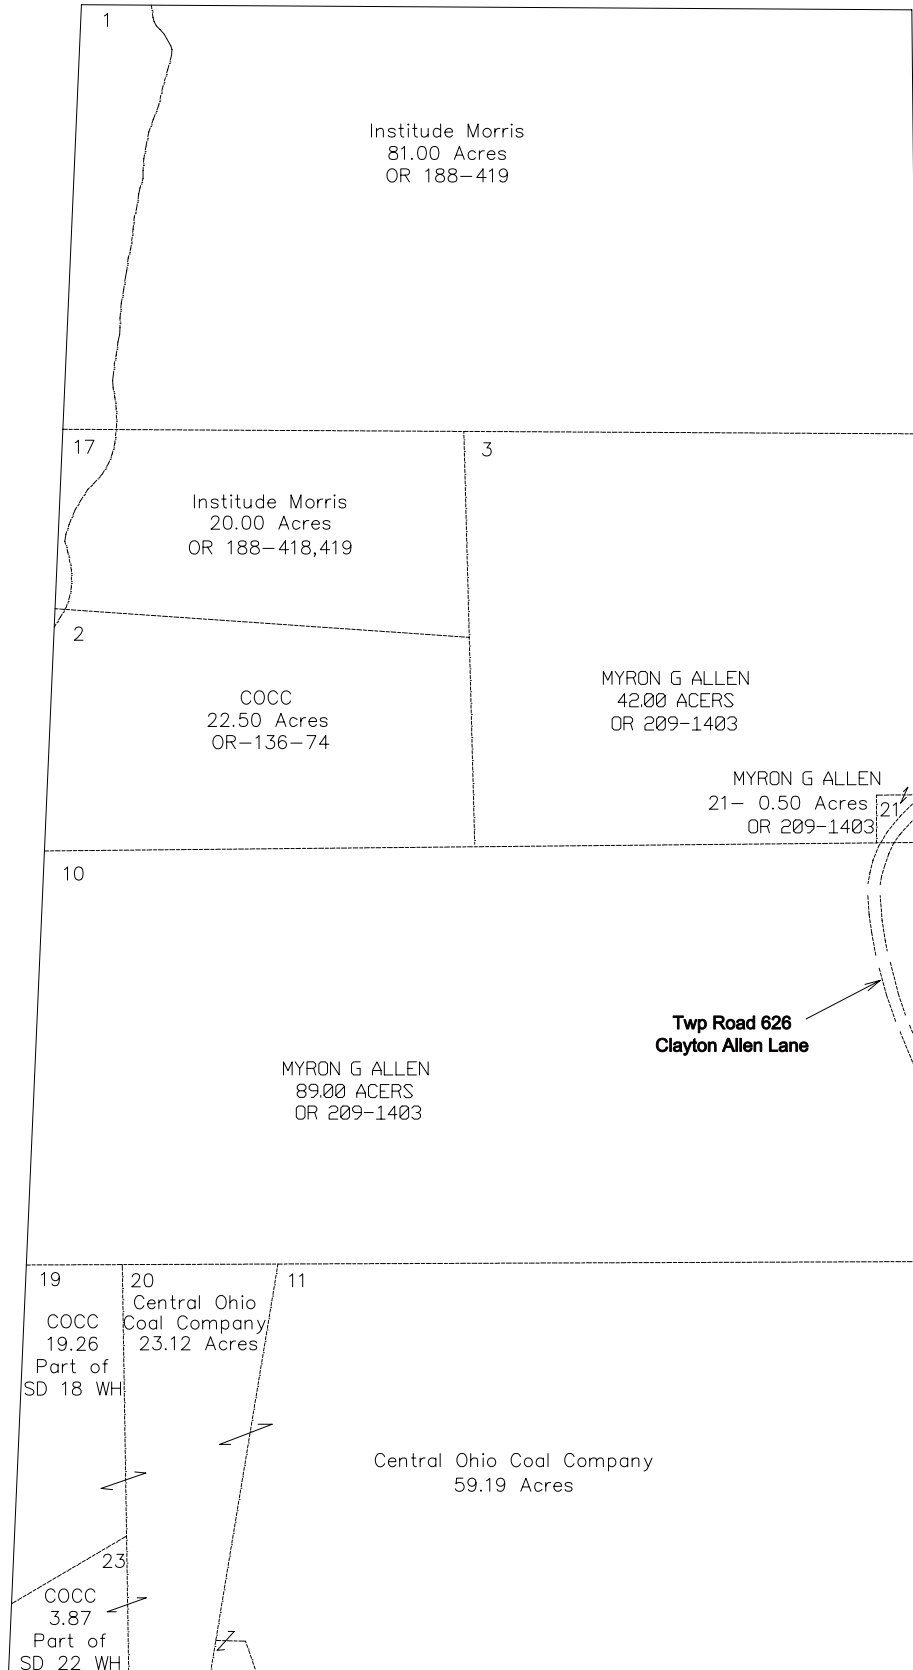 1
Institude Morris
81.00 Acres
OR 188-419
17
3
Institude Morris
20.00 Acres
OR 188-418,419
2
COCC
22.50 Acres
OR-136-74
MYRON G ALLEN
42.00 ACERS
OR 209-1403
MYRON G ALLEN
21- 0.50 Acres
OR 209-1403
21
10
Twp Road 626
Clayton Allen Lane
MYRON G ALLEN
89.00 ACERS
OR 209-1403
19
COCC
19.26
Part of
SD 18 WH
20
Central Ohio
Coal Company
23.12 Acres
11
Central Ohio Coal Company
59.19 Acres
23
COCC
3.87
Part of
SD 22 WH